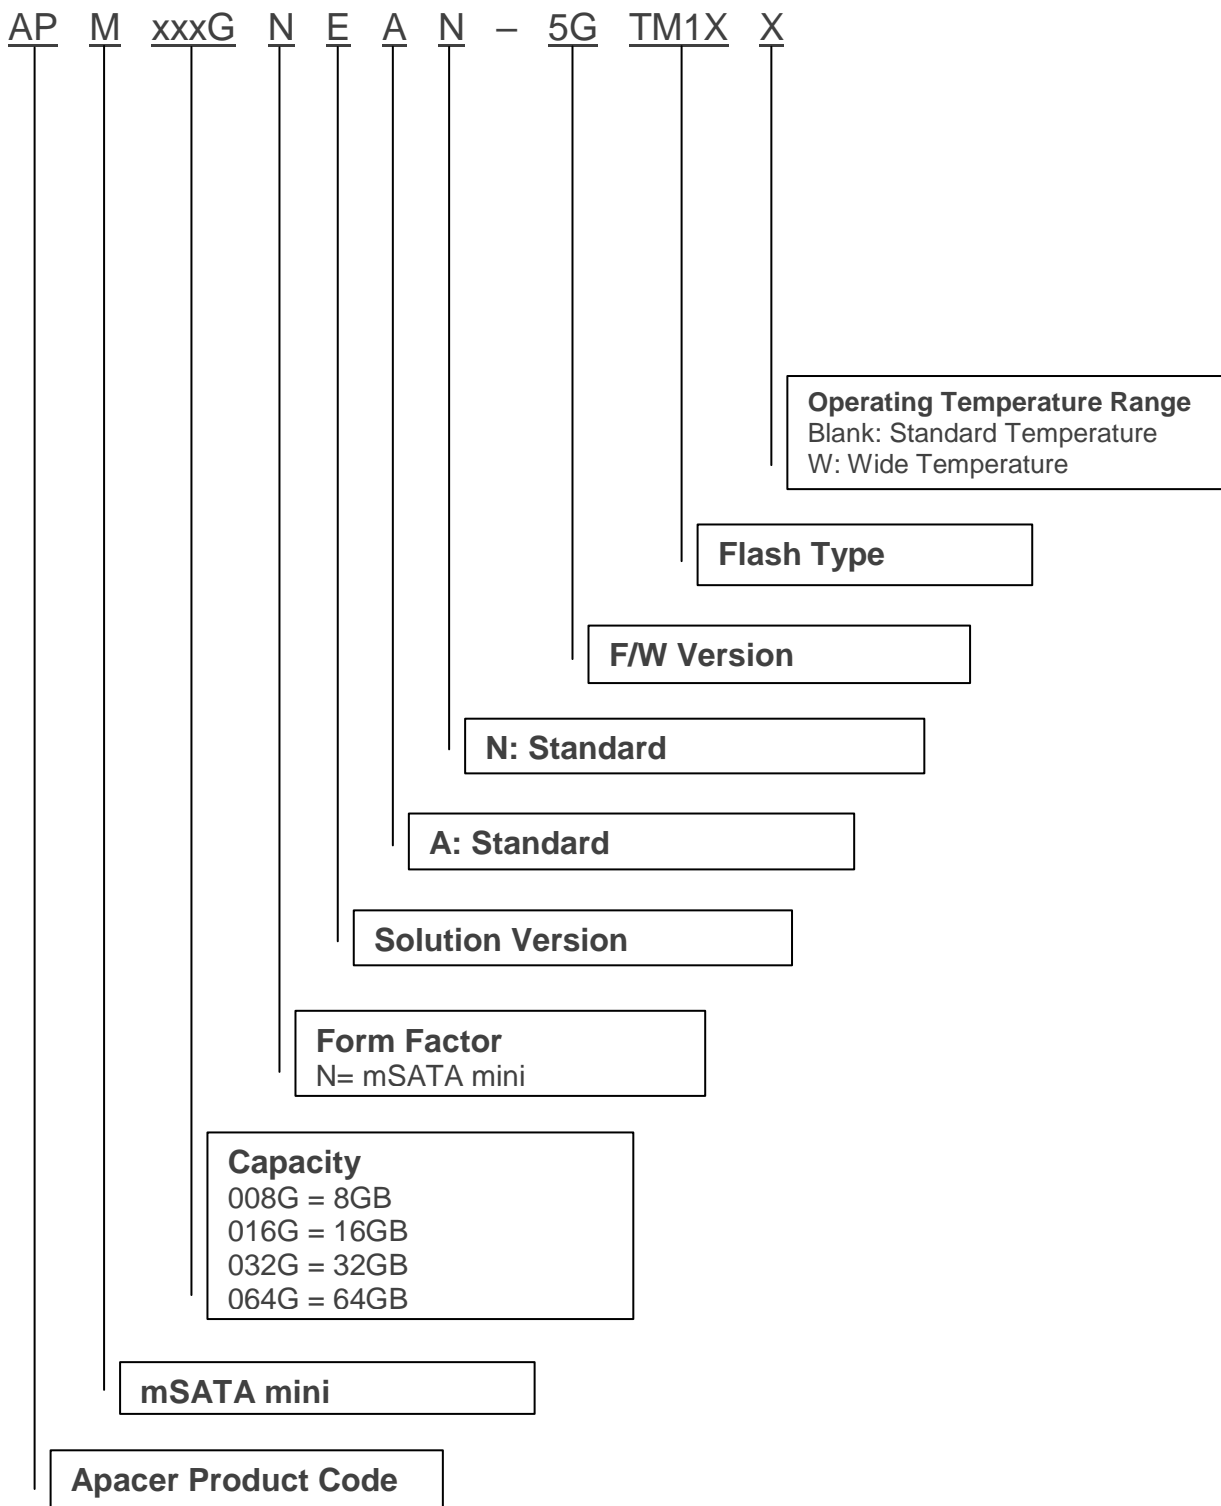 AP M xxxG N E A N – 5G TM1X X
Operating Temperature Range
Blank: Standard Temperature
W: Wide Temperature
Flash Type
F/W Version
N: Standard
A: Standard
Solution Version
Form Factor
N= mSATA mini
Capacity
008G = 8GB
016G = 16GB
032G = 32GB
064G = 64GB
mSATA mini
Apacer Product Code